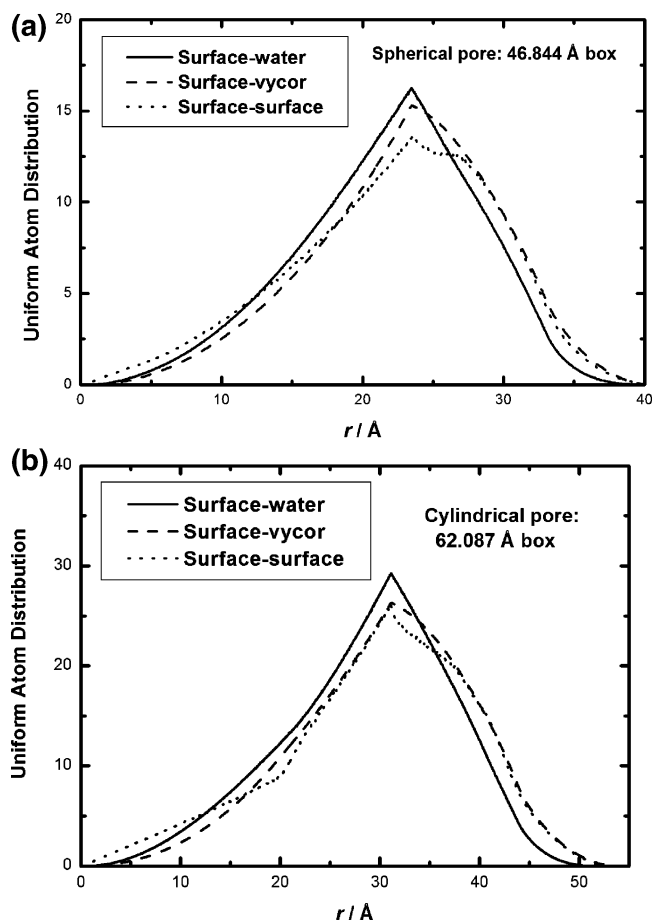 (a)
20
15
10
5
0
Uniform Atom Distribution
Surface-water
Surface-vycor
Surface-surface
Spherical pore: 46.844 Å box
0 10 20 30 40
r / Å
(b)
40
30
20
10
0
Uniform Atom Distribution
Surface-water
Surface-vycor
Surface-surface
Cylindrical pore:
62.087 Å box
0 10 20 30 40 50
r / Å